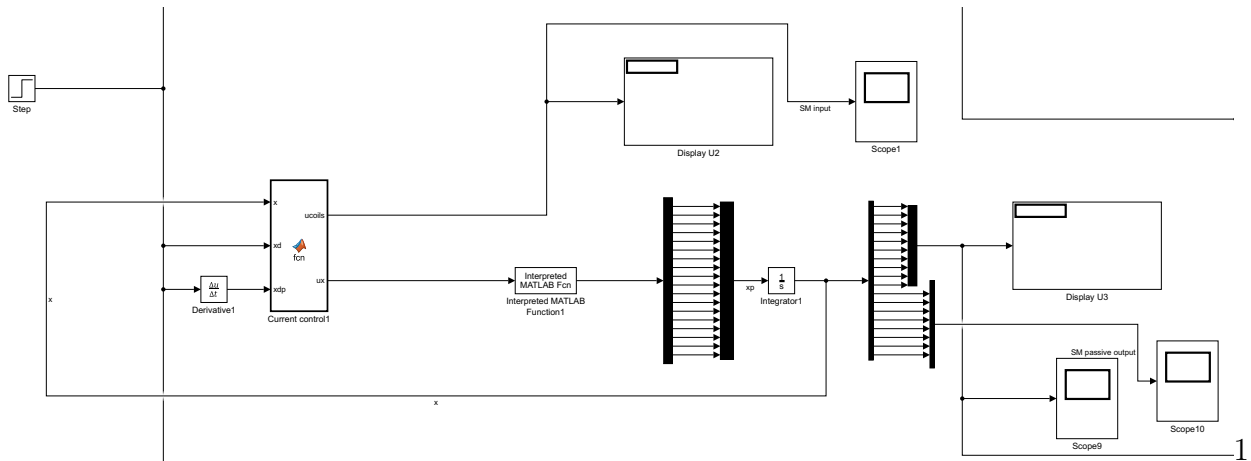 Step
SM input
Display U2
Scope1
x
xd
xdp
ucoils
ux
fcn
Current control1
Δu
Δt
Derivative1
x
Interpreted
MATLAB Fcn
Interpreted MATLAB
Function1
xp
1
s
Integrator1
x
Display U3
SM passive output
Scope9
Scope10
1